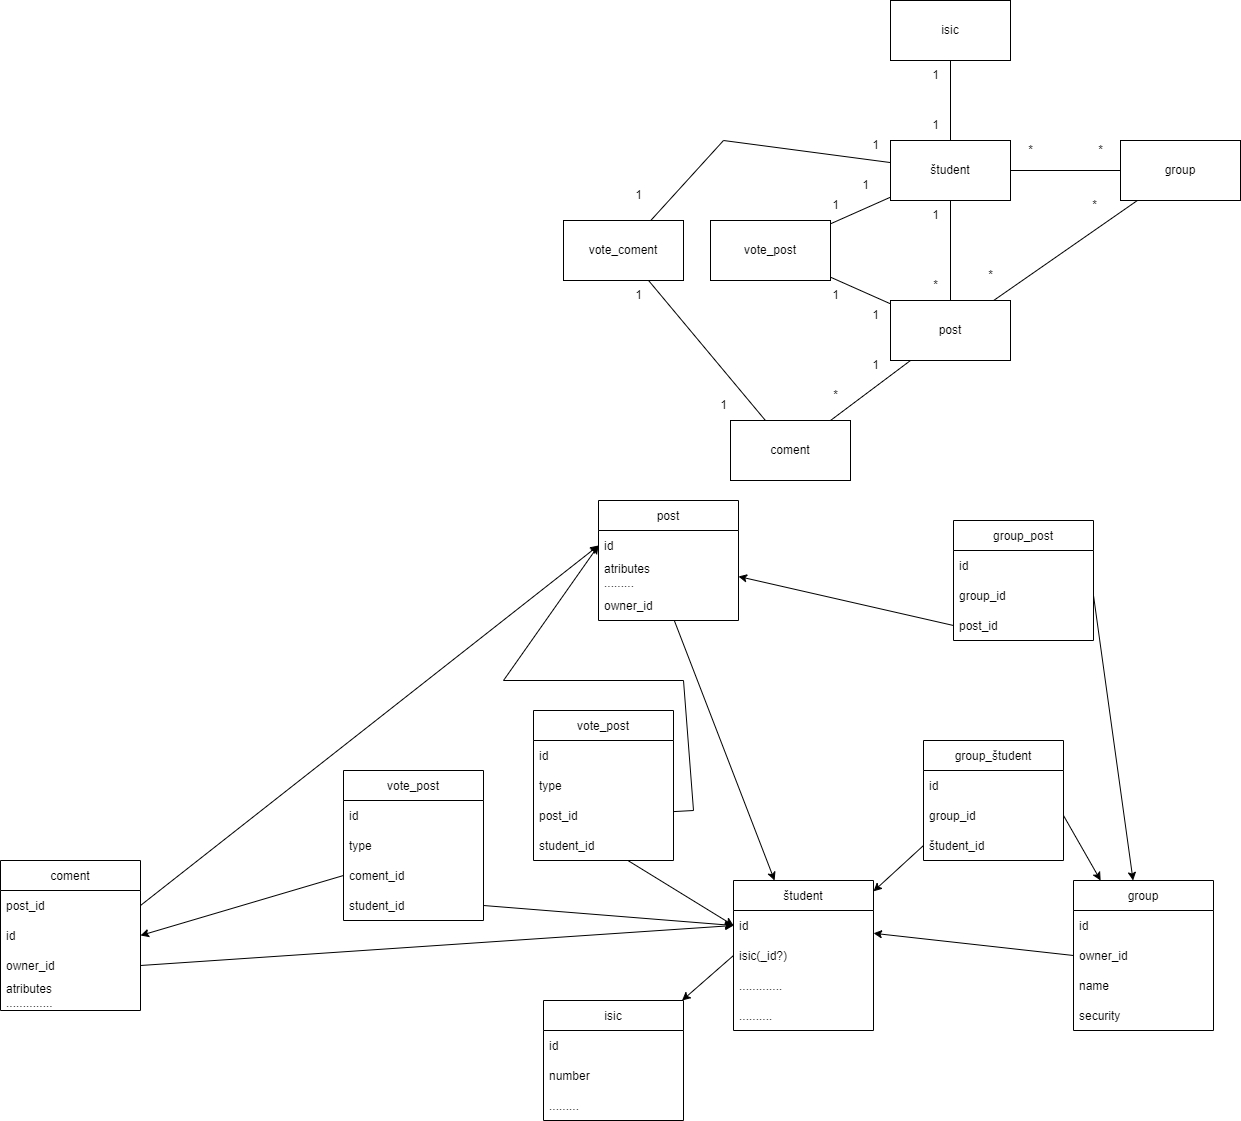 isic
1
1
1
študent
*
*
group
1
1
1
1
*
vote_coment
vote_post
*
*
1
1
1
post
1
*
1
coment
post
id
atributes
.........
owner_id
group_post
id
group_id
post_id
vote_post
id
type
post_id
student_id
group_študent
id
group_id
študent_id
vote_post
id
type
coment_id
student_id
coment
post_id
id
owner_id
atributes
..............
študent
id
isic(_id?)
.............
..........
group
id
owner_id
name
security
isic
id
number
.........